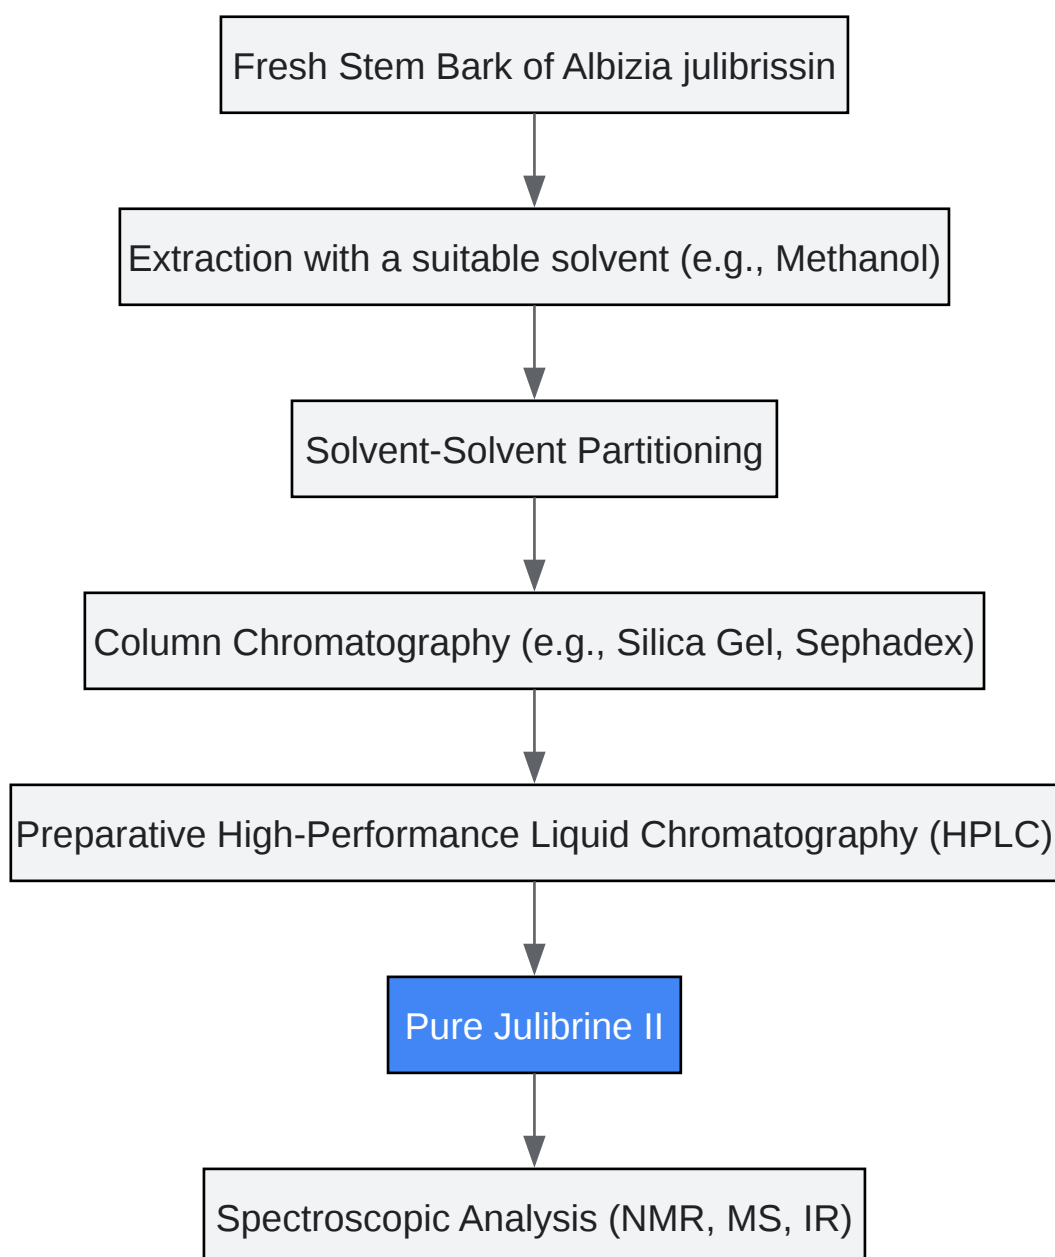 Fresh Stem Bark of Albizia julibrissin
Extraction with a suitable solvent (e.g., Methanol)
Solvent-Solvent Partitioning
Column Chromatography (e.g., Silica Gel, Sephadex)
Preparative High-Performance Liquid Chromatography (HPLC)
Pure Julibrine II
Spectroscopic Analysis (NMR, MS, IR)